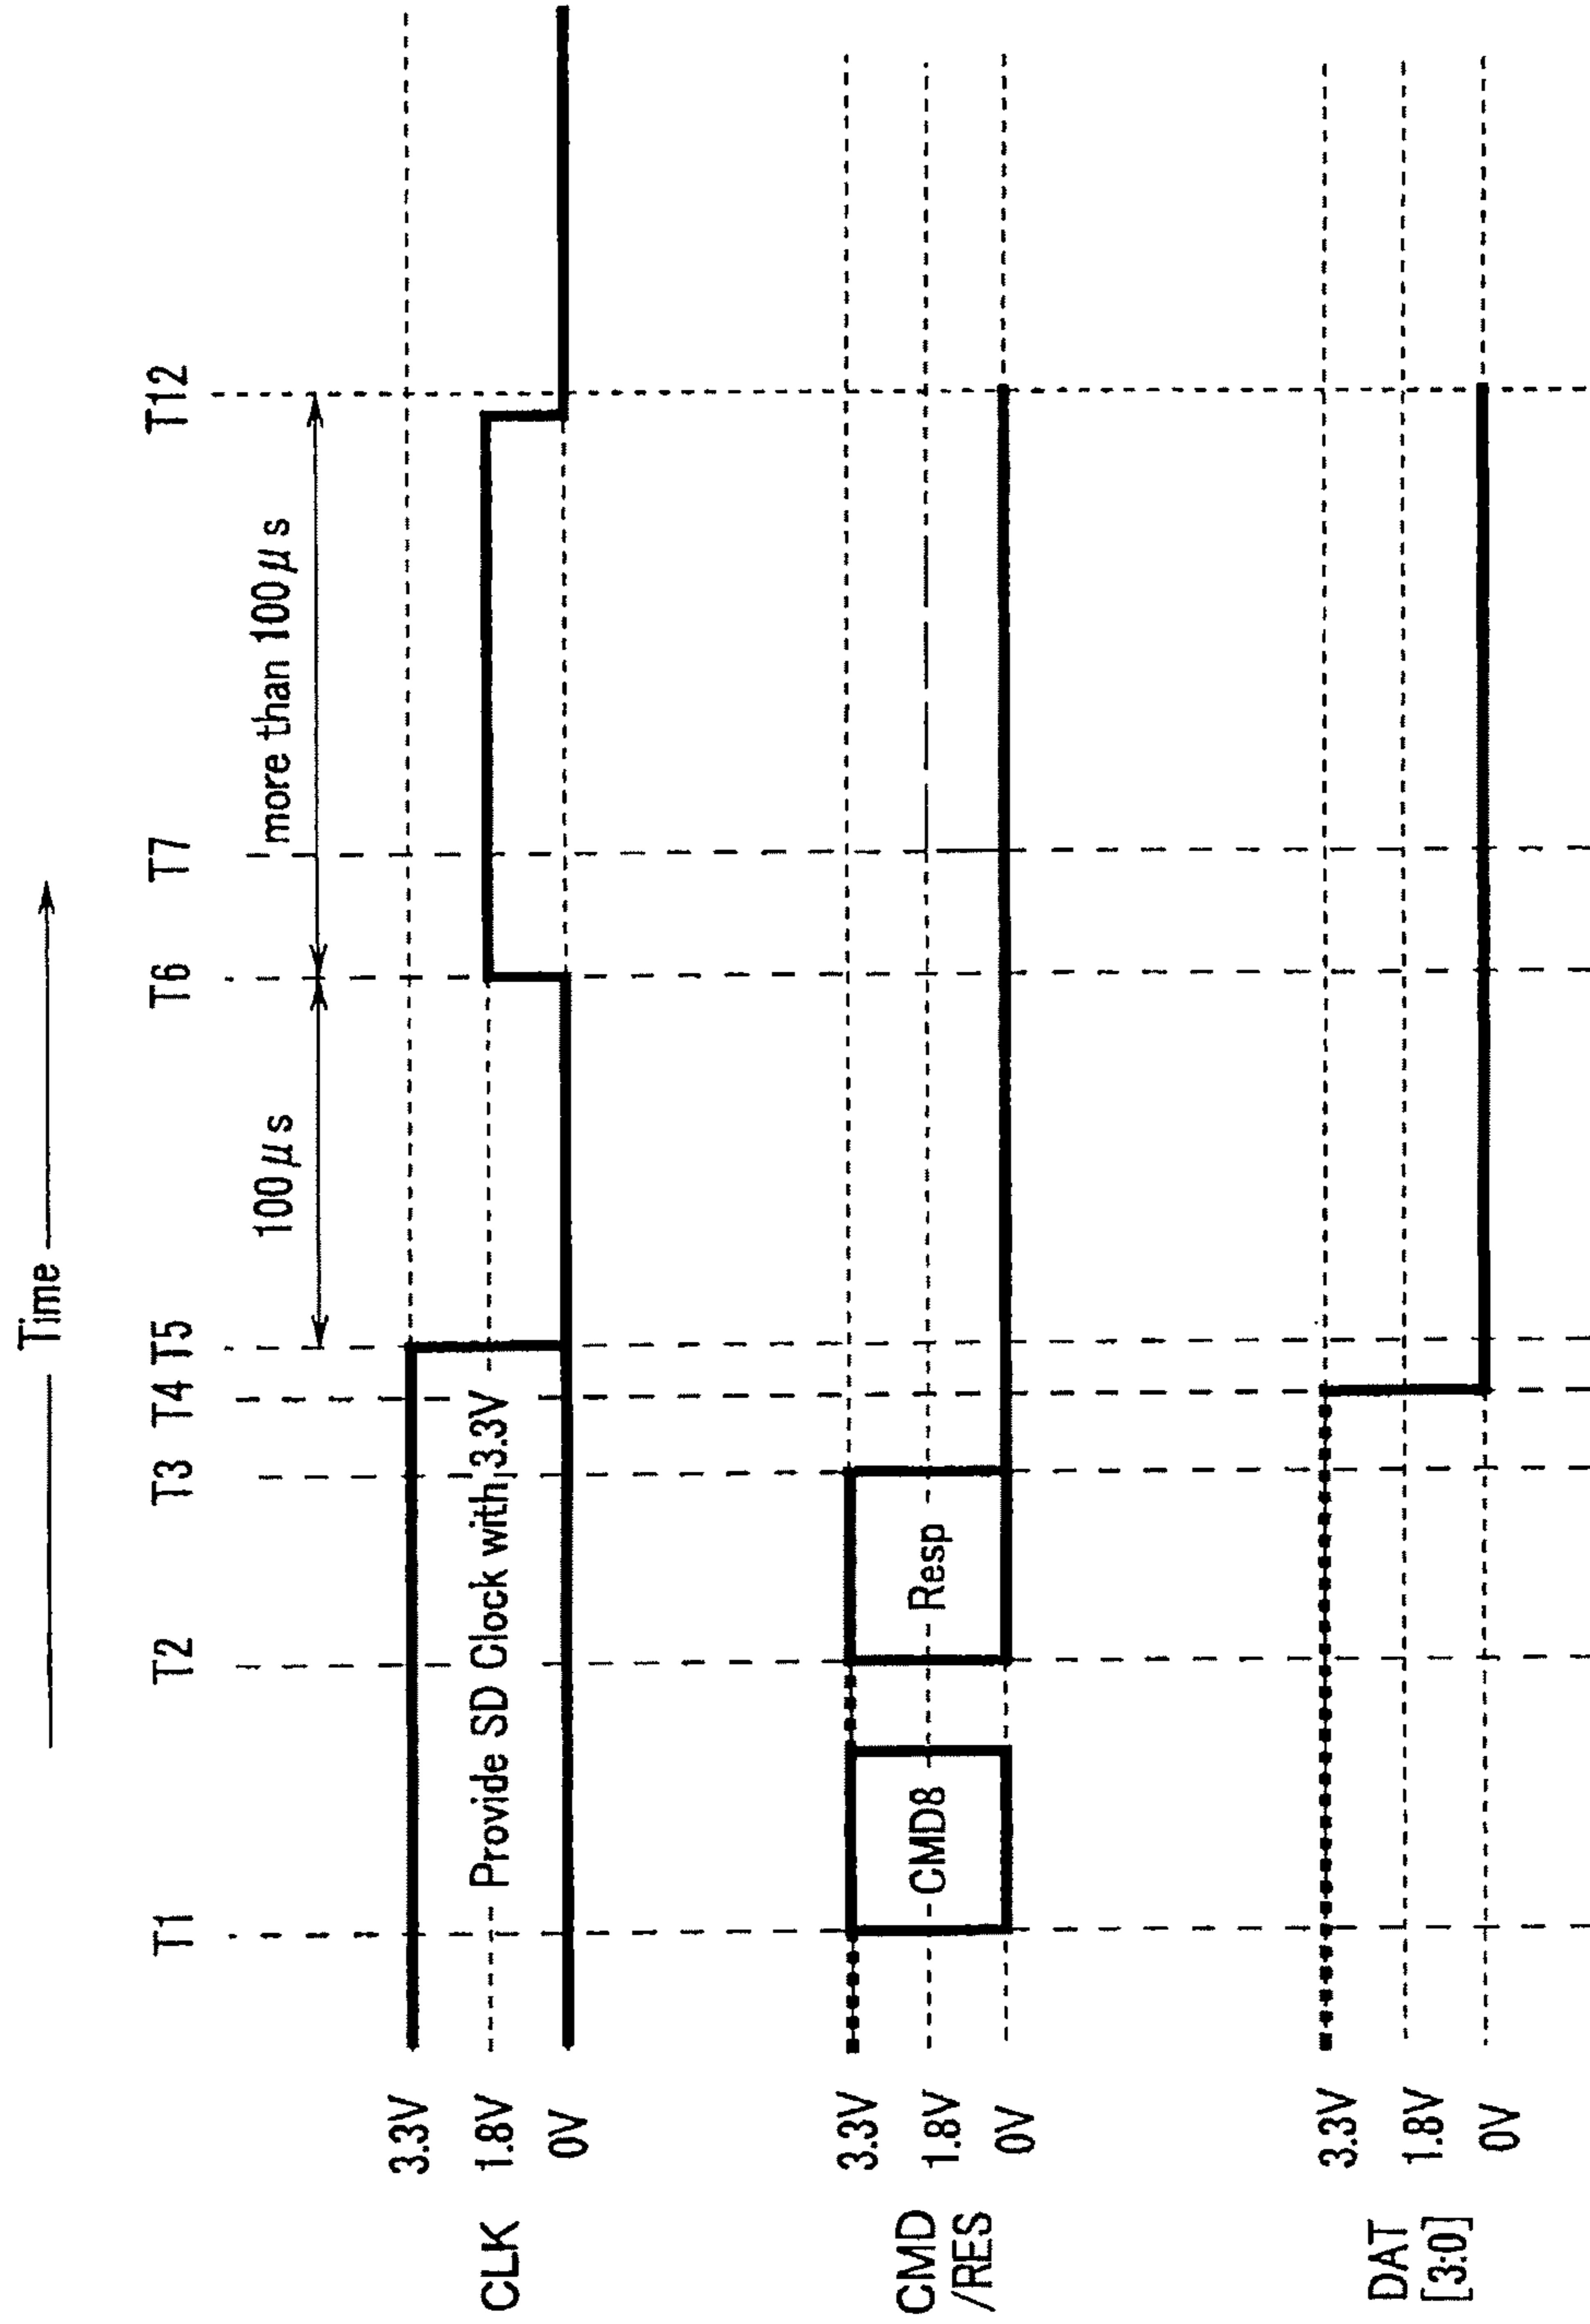 Time
T1
T2
T3
T4
T5
T6
T7
T12
100μs
more than 100μs
CLK
3.3V
1.8V
0V
Provide SD Clock with 3.3V
CMD
/RES
3.3V
1.8V
0V
CMD8
Resp
DAT
[3:0]
3.3V
1.8V
0V